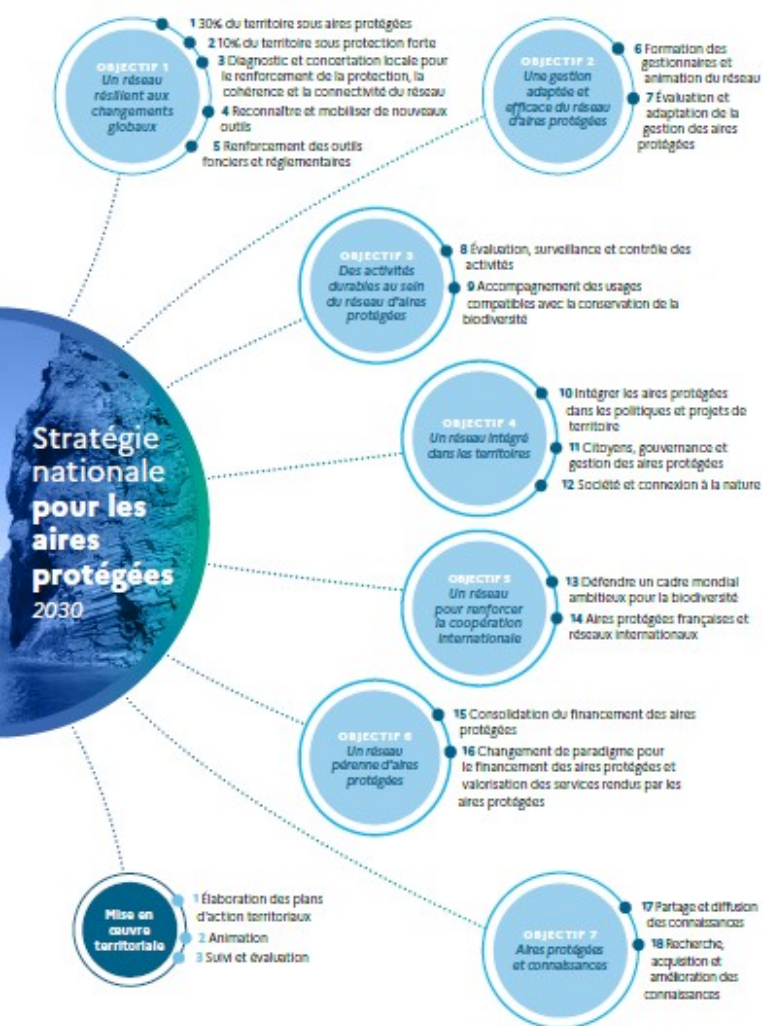 OBJECTIF 1
Un réseau
résilient aux
changements
globaux
1 30% du territoire sous aires protégées
2 10% du territoire sous protection forte
3 Diagnostic et concertation locale pour
le renforcement de la protection, la
cohérence et la connectivité du réseau
4 Reconnaître et mobiliser de nouveaux
outils
5 Renforcement des outils
fonciers et réglementaires
OBJECTIF 2
Une gestion
adaptée et
efficace du réseau
d'aires protégées
6 Formation des
gestionnaires et
animation du réseau
7 Évaluation et
adaptation de la
gestion des aires
protégées
OBJECTIF 3
Des activités
durables au sein
du réseau d'aires
protégées
8 Évaluation, surveillance et contrôle des
activités
9 Accompagnement des usages
compatibles avec la conservation de la
biodiversité
Stratégie
nationale
pour les
aires
protégées
2030
OBJECTIF 4
Un réseau intégré
dans les territoires
10 Intégrer les aires protégées
dans les politiques et projets de
territoire
11 Citoyens, gouvernance et
gestion des aires protégées
12 Société et connexion à la nature
OBJECTIF 5
Un réseau
pour renforcer
la coopération
internationale
13 Défendre un cadre mondial
ambitieux pour la biodiversité
14 Aires protégées françaises et
réseaux internationaux
OBJECTIF 6
Un réseau
pérenne d'aires
protégées
15 Consolidation du financement des aires
protégées
16 Changement de paradigme pour
le financement des aires protégées et
valorisation des services rendus par les
aires protégées
Mise en
œuvre
territoriale
1 Élaboration des plans
d'action territoriaux
2 Animation
3 Suivi et évaluation
OBJECTIF 7
Aires protégées
et connaissances
17 Partage et diffusion
des connaissances
18 Recherche,
acquisition et
amélioration des
connaissances